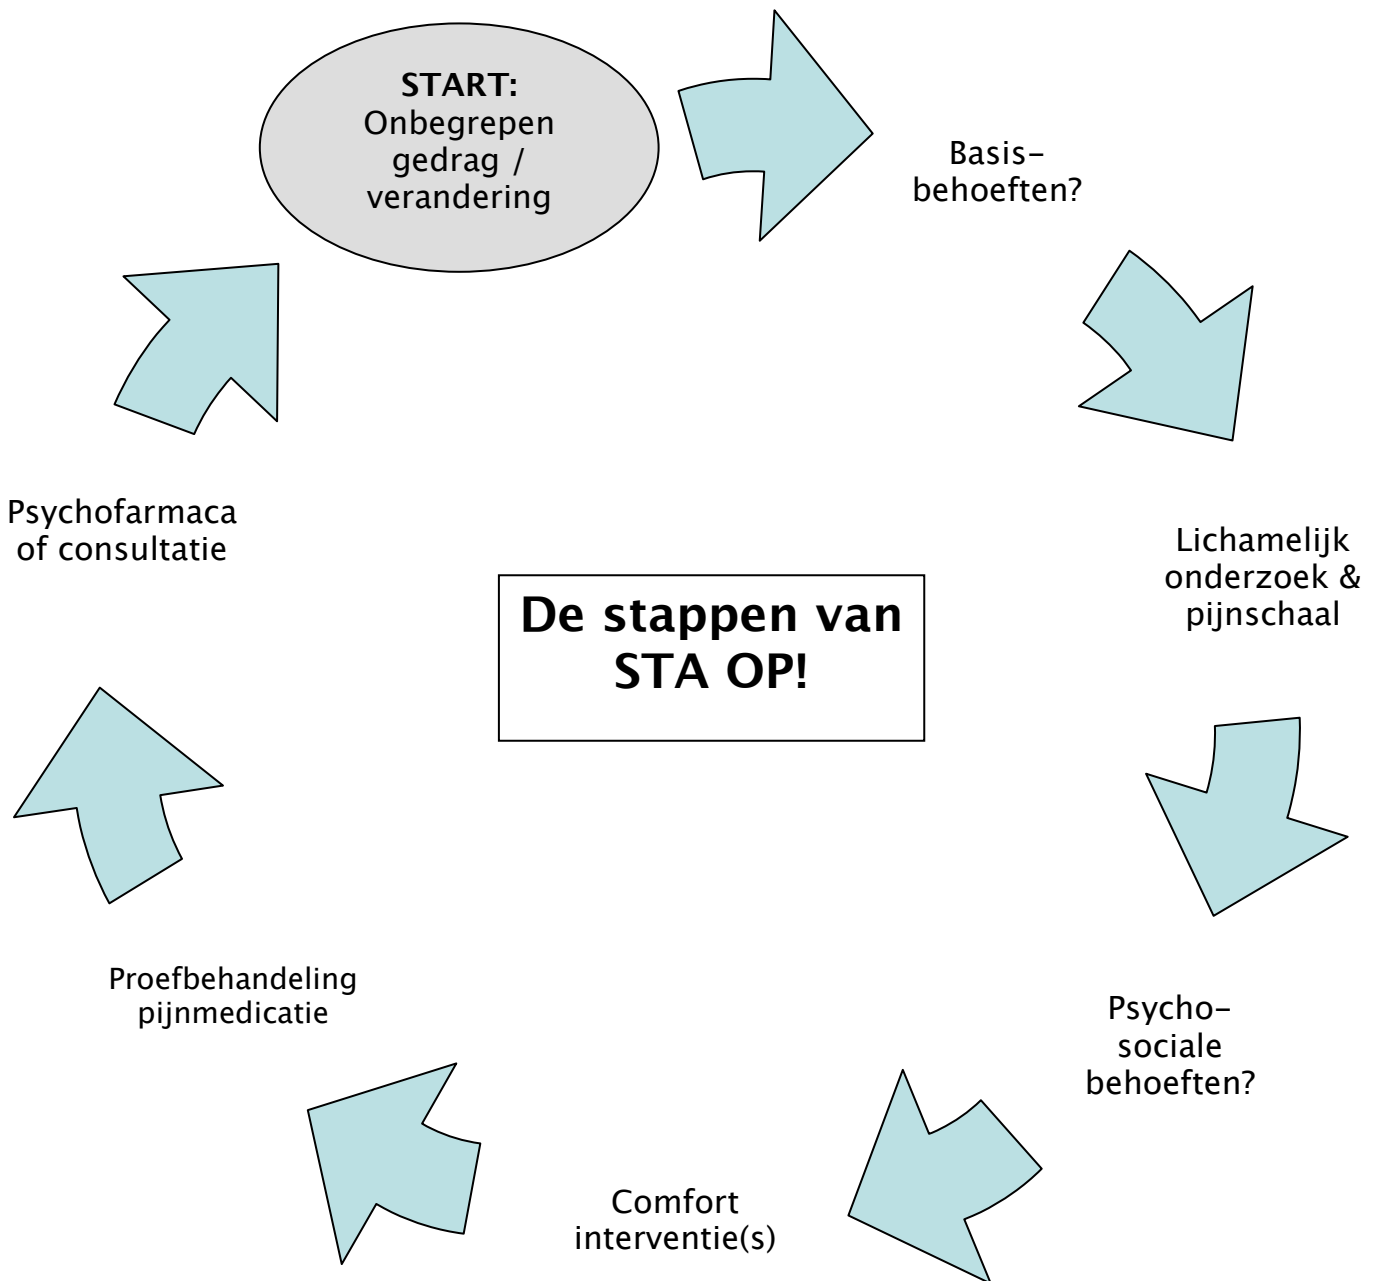 START:
Onbegrepen
gedrag /
verandering
Basis-
behoeften?
Lichamelijk
onderzoek &
pijnschaal
Psycho-
sociale
behoeften?
Comfort
interventie(s)
Proefbehandeling
pijnmedicatie
Psychofarmaca
of consultatie
De stappen van
STA OP!